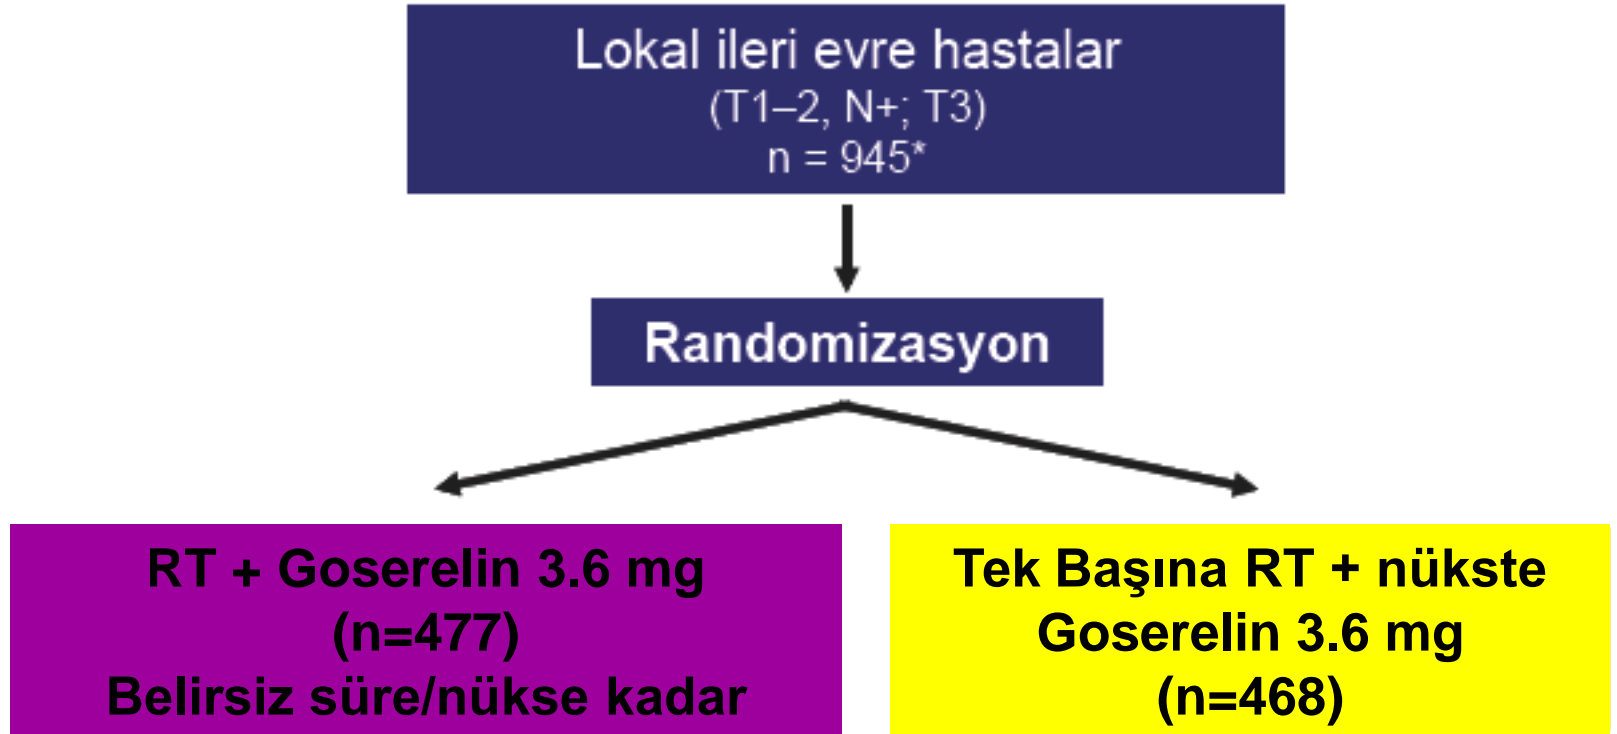 Lokal ileri evre hastalar
(T1–2, N+; T3)
n = 945*
Randomizasyon
RT + Goserelin 3.6 mg
(n=477)
Belirsiz süre/nükse kadar
Tek Başına RT + nükste
Goserelin 3.6 mg
(n=468)